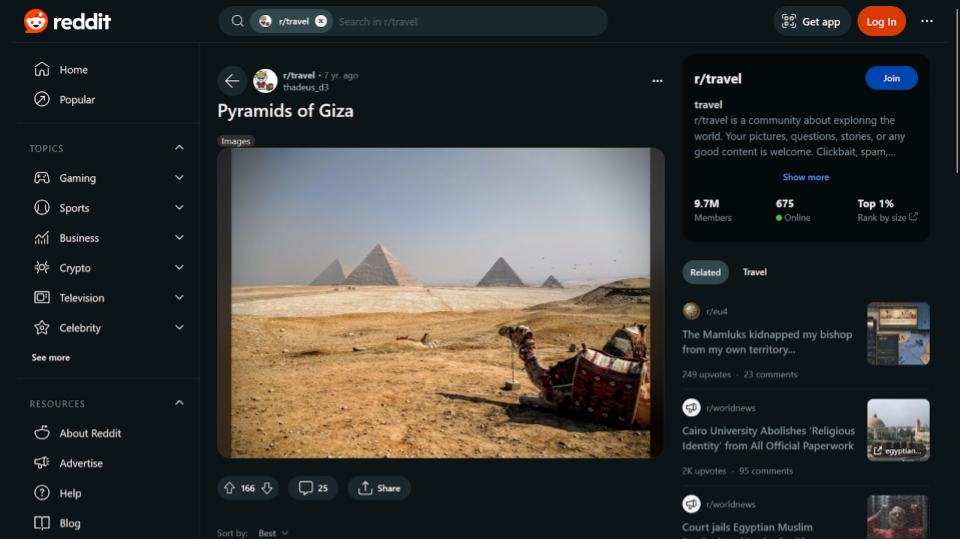 reddit
r/travel
Search in r/travel
Get app
Log In
Home
Popular
TOPICS
Gaming
Sports
Business
Crypto
Television
Celebrity
See more
RESOURCES
About Reddit
Advertise
Help
Blog
r/travel • 7 yr. ago
thadeus_d3
Pyramids of Giza
Images
166
25
Share
Sort by: Best
r/travel
Join
travel
r/travel is a community about exploring the
world. Your pictures, questions, stories, or any
good content is welcome. Clickbait, spam,...
Show more
9.7M 675 Top 1%
Members Online Rank by size
Related Travel
r/eu4
The Mamluks kidnapped my bishop
from my own territory...
249 upvotes · 23 comments
r/worldnews
Cairo University Abolishes ‘Religious
Identity’ from All Official Paperwork
egyptian...
2K upvotes · 95 comments
r/worldnews
Court jails Egyptian Muslim